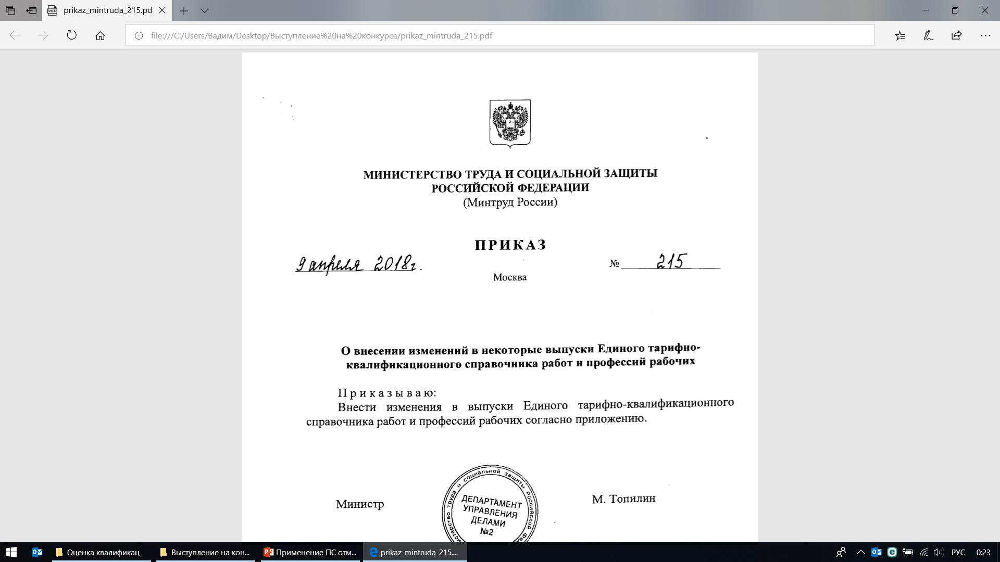 prikaz_mintruda_215.pd
file:///C:/Users/Вадим/Desktop/Выступление%20на%20конкурсе/prikaz_mintruda_215.pdf
МИНИСТЕРСТВО ТРУДА И СОЦИАЛЬНОЙ ЗАЩИТЫ
РОССИЙСКОЙ ФЕДЕРАЦИИ
(Минтруд России)
ПРИКАЗ
9 апреля 2018г.
№ 215
Москва
О внесении изменений в некоторые выпуски Единого тарифно-
квалификационного справочника работ и профессий рабочих
Приказываю:
Внести изменения в выпуски Единого тарифно-квалификационного
справочника работ и профессий рабочих согласно приложению.
Министр
М. Топилин
труда и социальной защиты Российской
ДЕПАРТАМЕНТ
УПРАВЛЕНИЯ
ДЕЛАМИ
№2
Оценка квалификац
Выступление на кон...
Применение ПС отм...
prikaz_mintruda_215....
РУС
0:23